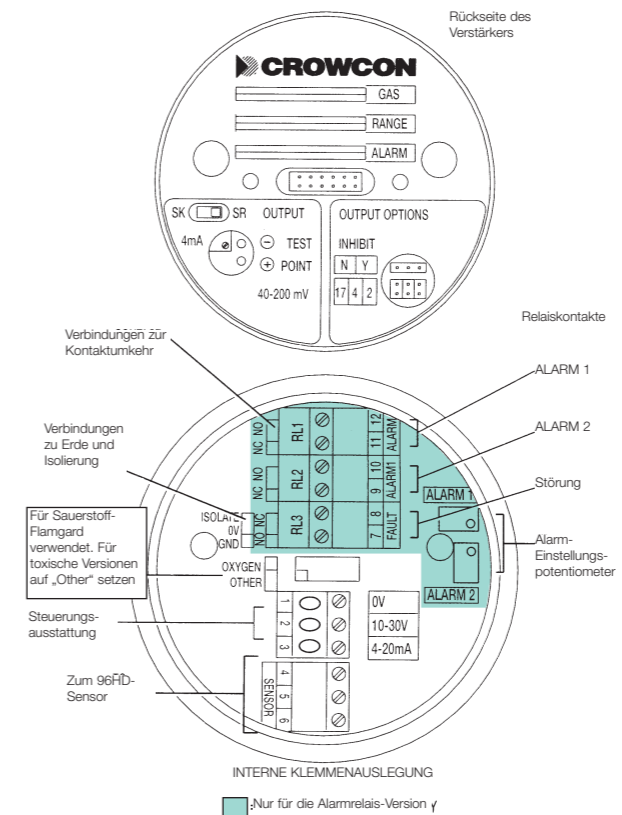 Rückseite des
Verstärkers
CROWCON
GAS
RANGE
ALARM
SK SR OUTPUT
4mA
TEST
POINT
40-200 mV
OUTPUT OPTIONS
INHIBIT
N Y
17 4 2
Relaiskontakte
Verbindungen zur
Kontaktumkehr
ALARM 1
ALARM 2
Störung
Verbindungen
zu Erde und
Isolierung
NC NO
RL1
11 12
ALARM
NC NO
RL2
9 10
ALARM1
NO NC
RL3
7 8
FAULT
ALARM 1
ALARM 2
Alarm-
Einstellungs-
potentiometer
ISOLATE
0V
GND
Für Sauerstoff-
Flamgard
verwendet. Für
toxische Versionen
auf „Other" setzen
OXYGEN
OTHER
Steuerungs-
ausstattung
1
2
3
0V
10-30V
4-20mA
Zum 96HD-
Sensor
SENSOR
4
5
6
INTERNE KLEMMENAUSLEGUNG
:Nur für die Alarmrelais-Version